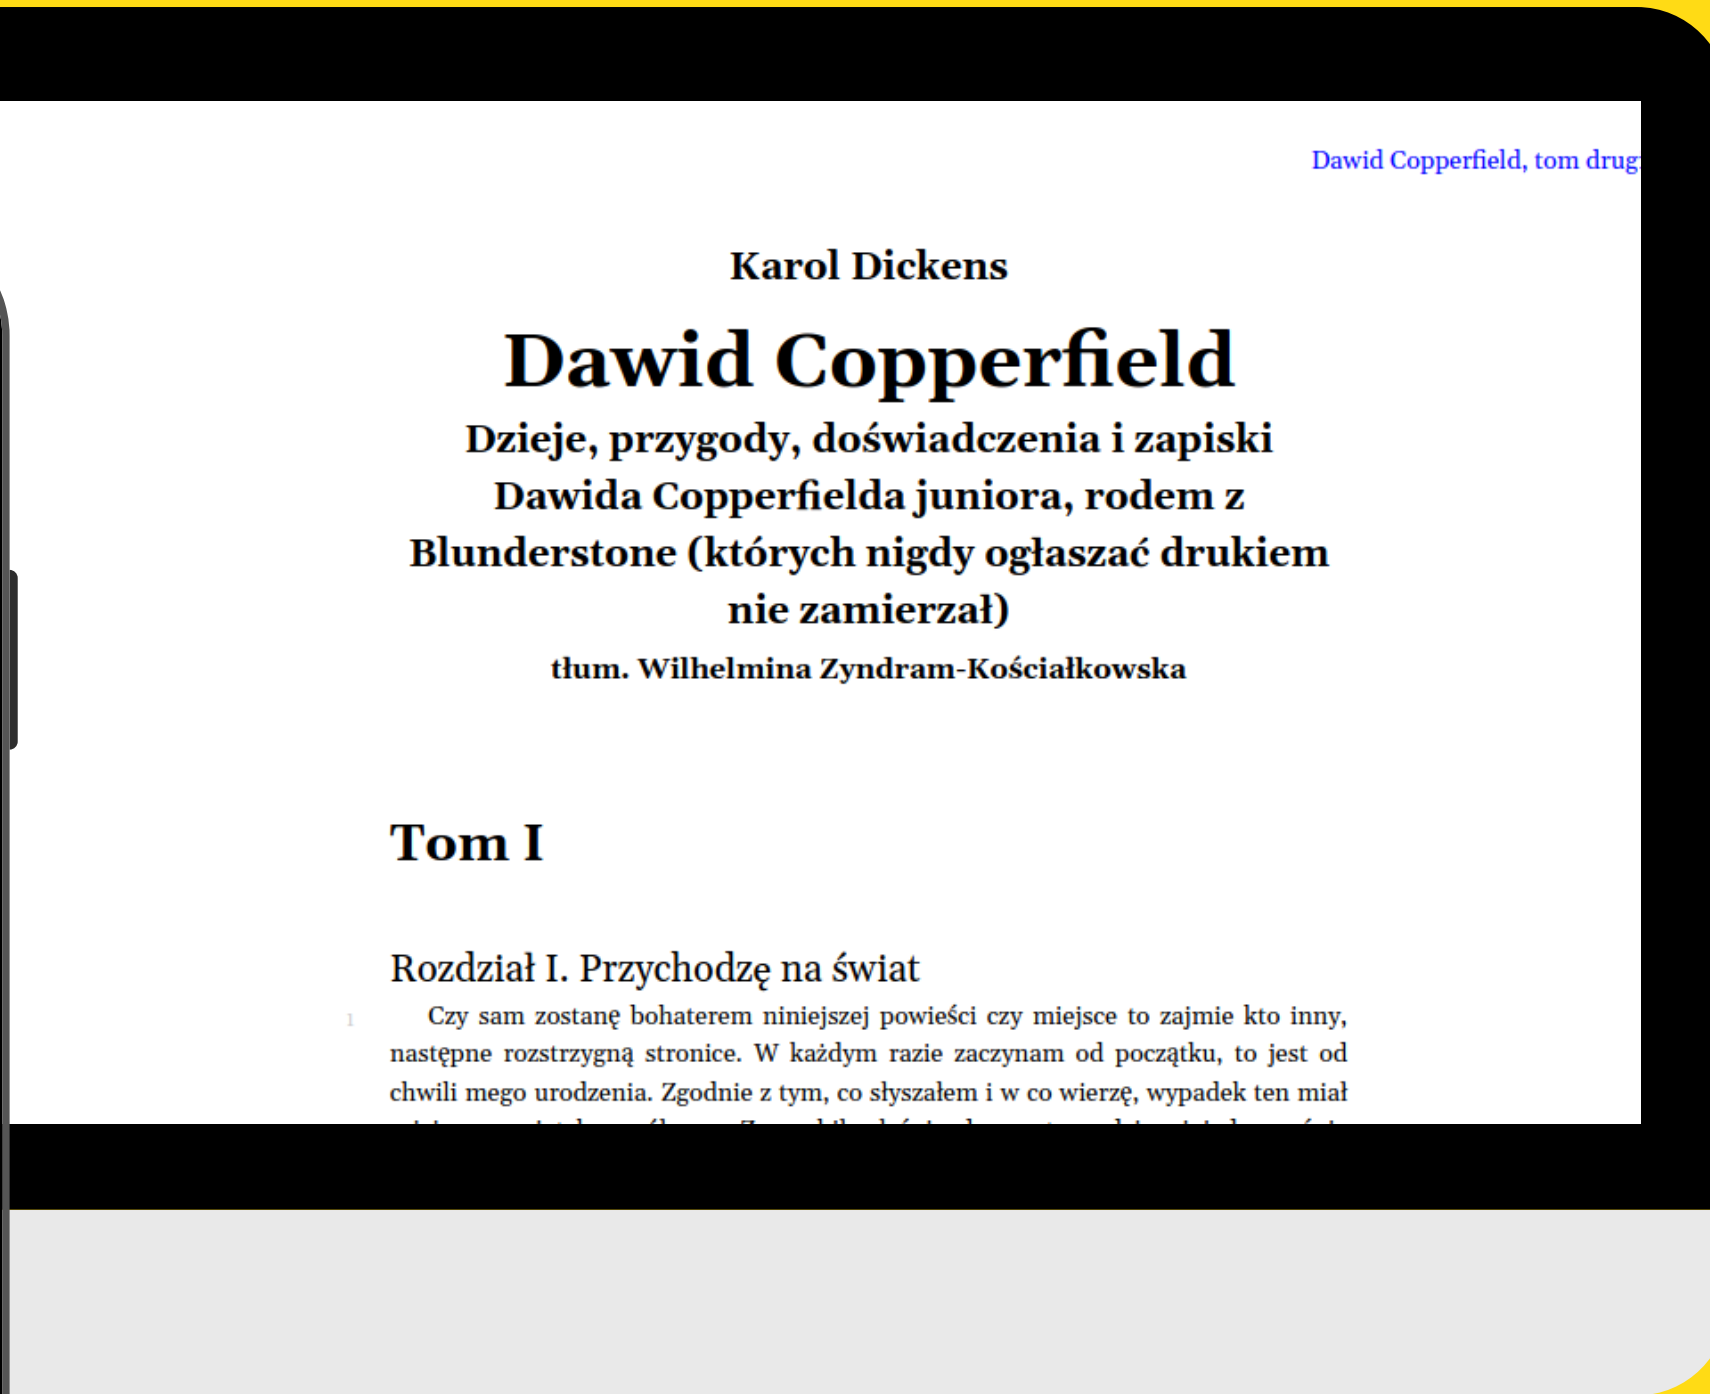 Dawid Copperfield, tom
Karol Dickens
Dawid Copperfield
Dzieje, przygody, doświadczenia i zapiski
Dawida Copperfielda juniora, rodem z
Blunderstone (których nigdy ogłaszać drukiem
nie zamierzał)
tłum. Wilhelmina Zyndram-Kościałkowska
Tom I
Rozdział I. Przychodzę na świat
1
Czy sam zostanę bohaterem niniejszej powieści czy miejsce to zajmie kto inny,
następne rozstrzygną stronice. W każdym razie zaczynam od początku, to jest od
chwili mego urodzenia. Zgodnie z tym, co słyszałem i w co wierzę, wypadek ten miał